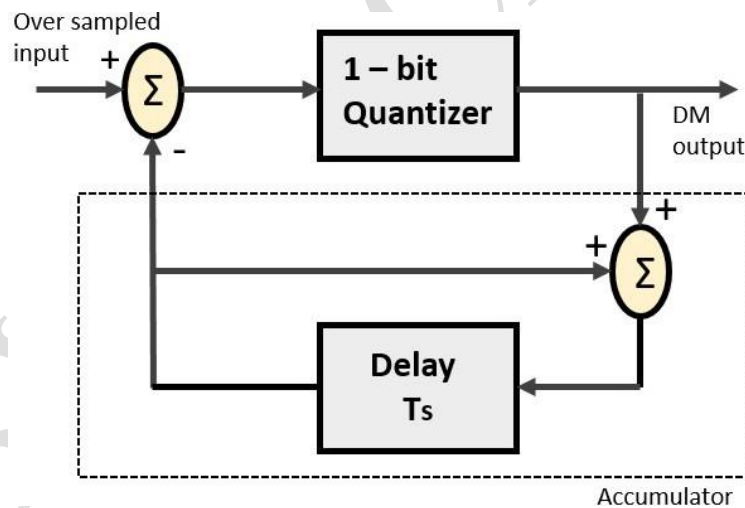 Over sampled
input
+
Σ
-
1 – bit
Quantizer
DM
output
+
+
Σ
Delay
Ts
Accumulator